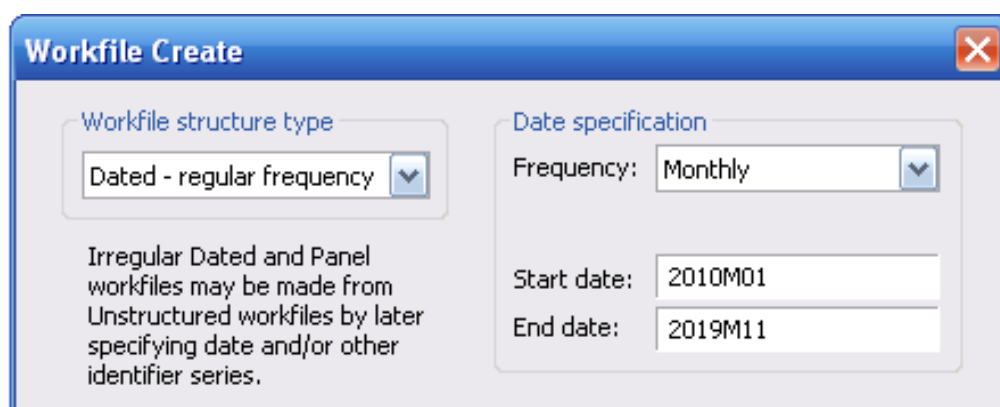 Workfile Create
Workfile structure type
Dated - regular frequency
Irregular Dated and Panel
workfiles may be made from
Unstructured workfiles by later
specifying date and/or other
identifier series.
Date specification
Frequency: Monthly
Start date: 2010M01
End date: 2019M11